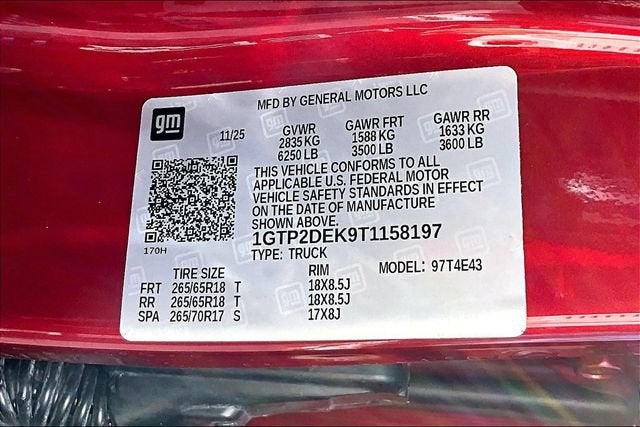 MFD BY GENERAL MOTORS LLC
gm
11/25 GVWR GAWR FRT GAWR RR
2835 KG 1588 KG 1633 KG
6250 LB 3500 LB 3600 LB
THIS VEHICLE CONFORMS TO ALL
APPLICABLE U.S. FEDERAL MOTOR
VEHICLE SAFETY STANDARDS IN EFFECT
ON THE DATE OF MANUFACTURE
SHOWN ABOVE.
170H
1GTP2DEK9T1158197
TYPE: TRUCK
TIRE SIZE RIM MODEL: 97T4E43
FRT 265/65R18 T 18X8.5J
RR 265/65R18 T 18X8.5J
SPA 265/70R17 S 17X8J